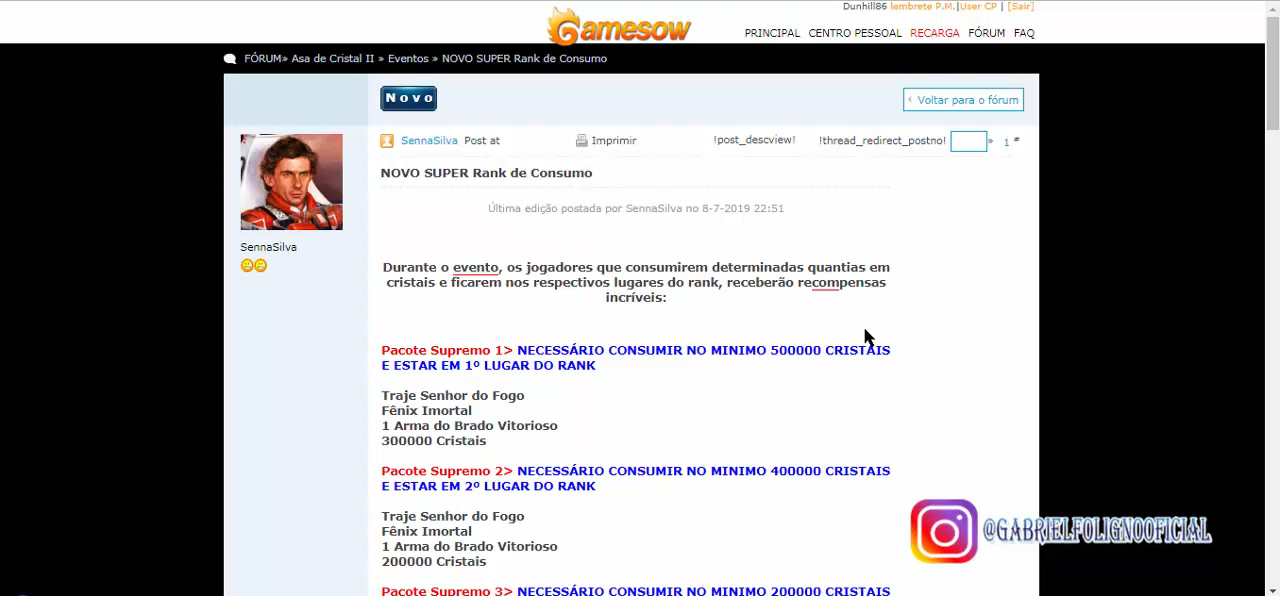 Dunhill86 lembrete P.M.|User CP | [Sair]
Gamesow
PRINCIPAL CENTRO PESSOAL RECARGA FÓRUM FAQ
FÓRUM» Asa de Cristal II » Eventos » NOVO SUPER Rank de Consumo
Novo
Voltar para o fórum
SennaSilva Post at Imprimir !post_descview! !thread_redirect_postno! » 1 #
NOVO SUPER Rank de Consumo
Última edição postada por SennaSilva no 8-7-2019 22:51
SennaSilva
Durante o evento, os jogadores que consumirem determinadas quantias em
cristais e ficarem nos respectivos lugares do rank, receberão recompensas
incríveis:
Pacote Supremo 1> NECESSÁRIO CONSUMIR NO MINIMO 500000 CRISTAIS
E ESTAR EM 1º LUGAR DO RANK
Traje Senhor do Fogo
Fênix Imortal
1 Arma do Brado Vitorioso
300000 Cristais
Pacote Supremo 2> NECESSÁRIO CONSUMIR NO MINIMO 400000 CRISTAIS
E ESTAR EM 2º LUGAR DO RANK
Traje Senhor do Fogo
Fênix Imortal
1 Arma do Brado Vitorioso
200000 Cristais
@GABRIELFOLIGNOOFICIAL
Pacote Supremo 3> NECESSÁRIO CONSUMIR NO MINIMO 200000 CRISTAIS